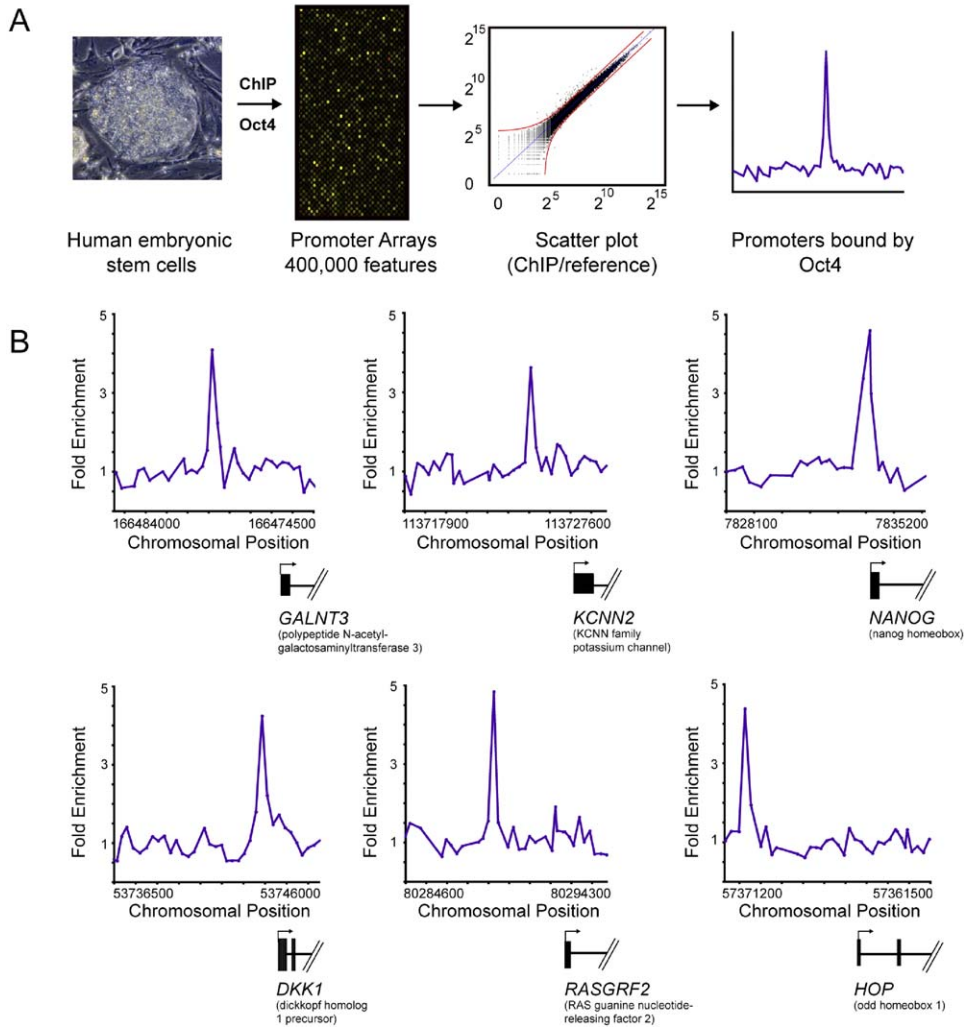 A
ChIP
Oct4
2^15
2^10
2^5
0
0 2^5 2^10 2^15
Human embryonic
stem cells
Promoter Arrays
400,000 features
Scatter plot
(ChIP/reference)
Promoters bound by
Oct4
B
Fold Enrichment
5
3
1
166484000 166474500
Chromosomal Position
GALNT3
(polypeptide N-acetyl-
galactosaminyltransferase 3)
Fold Enrichment
5
3
1
113717900 113727600
Chromosomal Position
KCNN2
(KCNN family
potassium channel)
Fold Enrichment
5
3
1
7828100 7835200
Chromosomal Position
NANOG
(nanog homeobox)
Fold Enrichment
5
3
1
53736500 53746000
Chromosomal Position
DKK1
(dickkopf homolog
1 precursor)
Fold Enrichment
5
3
1
80284600 80294300
Chromosomal Position
RASGRF2
(RAS guanine nucleotide-
releasing factor 2)
Fold Enrichment
5
3
1
57371200 57361500
Chromosomal Position
HOP
(odd homeobox 1)